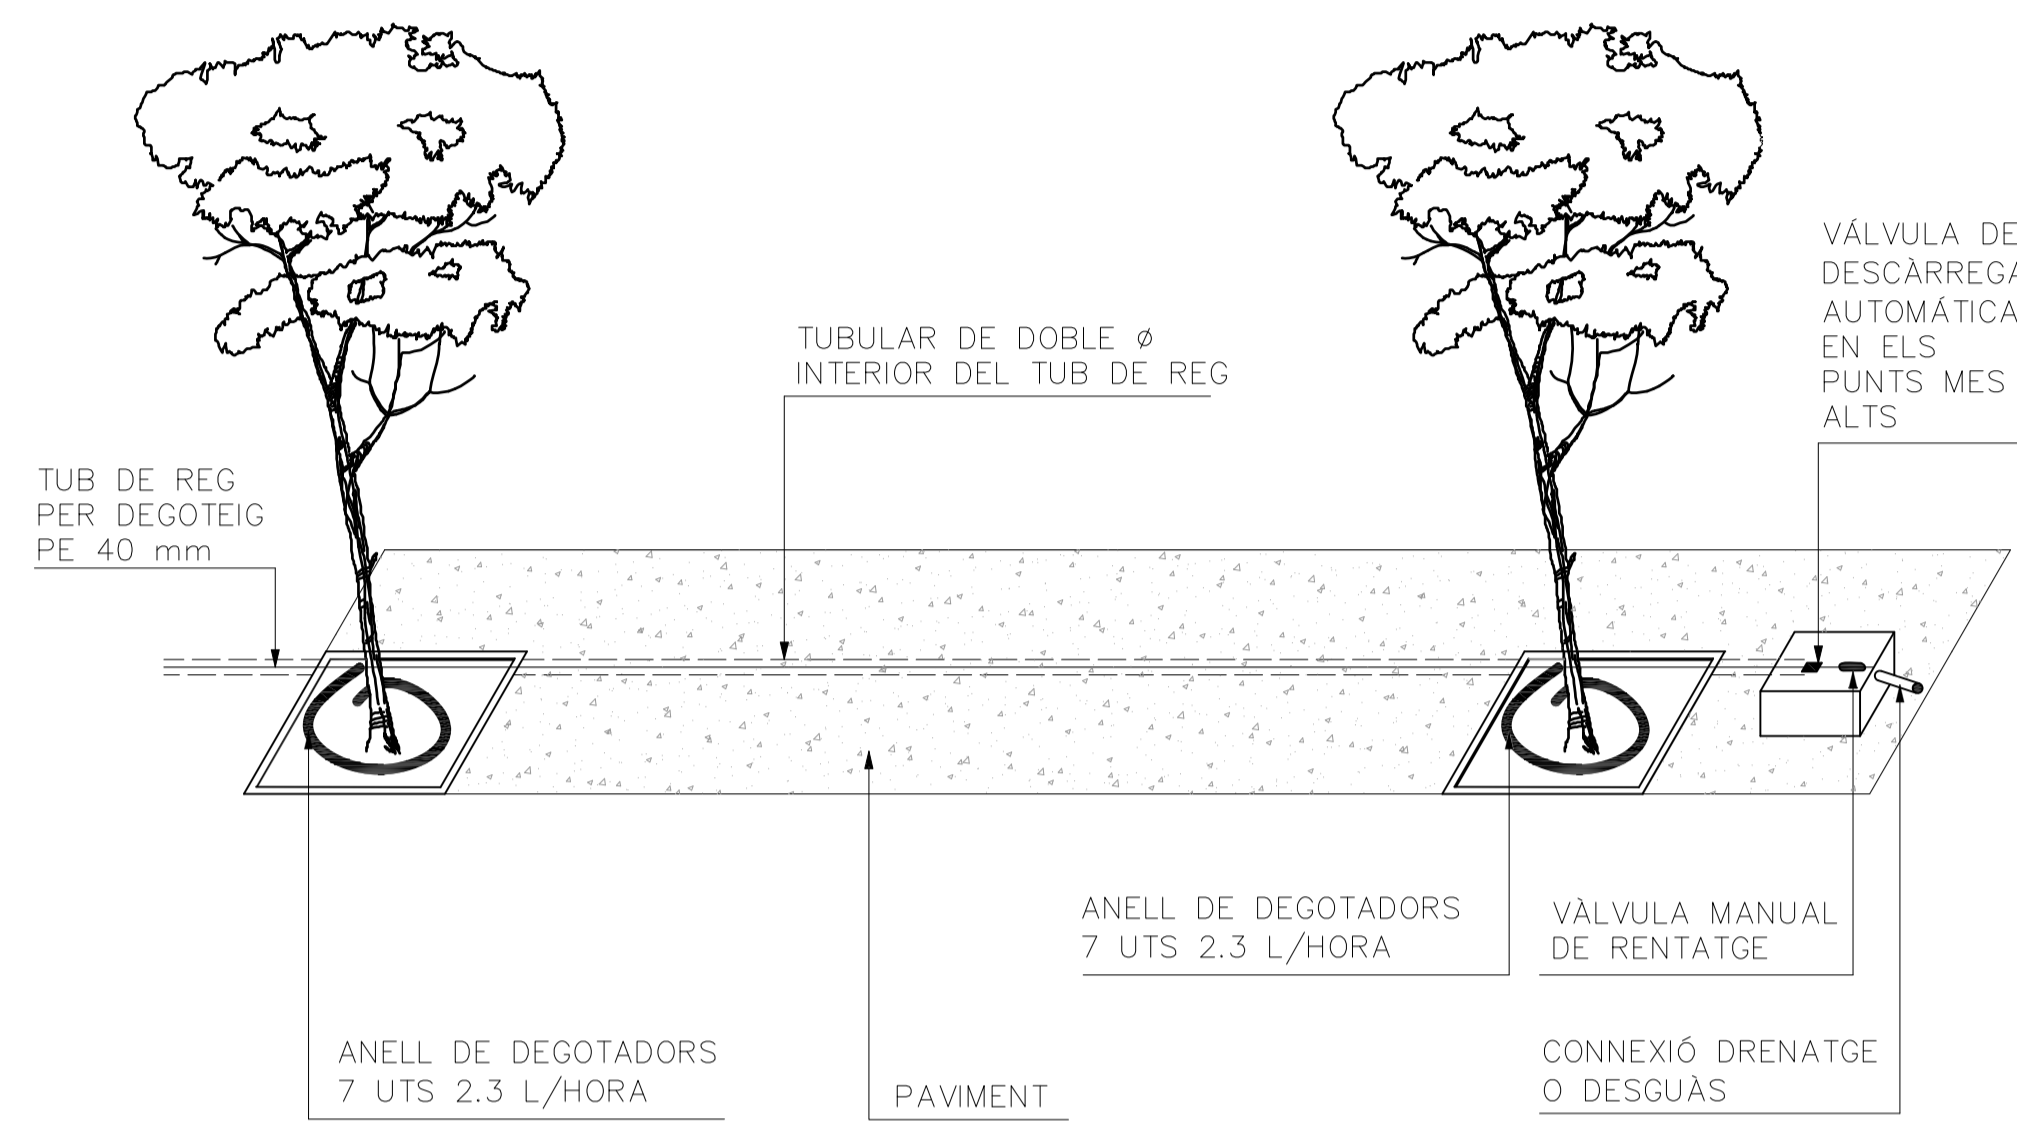 VÁLVULA DE
DESCÀRREGA
AUTOMÁTICA
EN ELS
PUNTS MES
ALTS
TUBULAR DE DOBLE Ø
INTERIOR DEL TUB DE REG
TUB DE REG
PER DEGOTEIG
PE 40 mm
ANELL DE DEGOTADORS
7 UTS 2.3 L/HORA
VÀLVULA MANUAL
DE RENTATGE
ANELL DE DEGOTADORS
7 UTS 2.3 L/HORA
PAVIMENT
CONNEXIÓ DRENATGE
O DESGUÀS